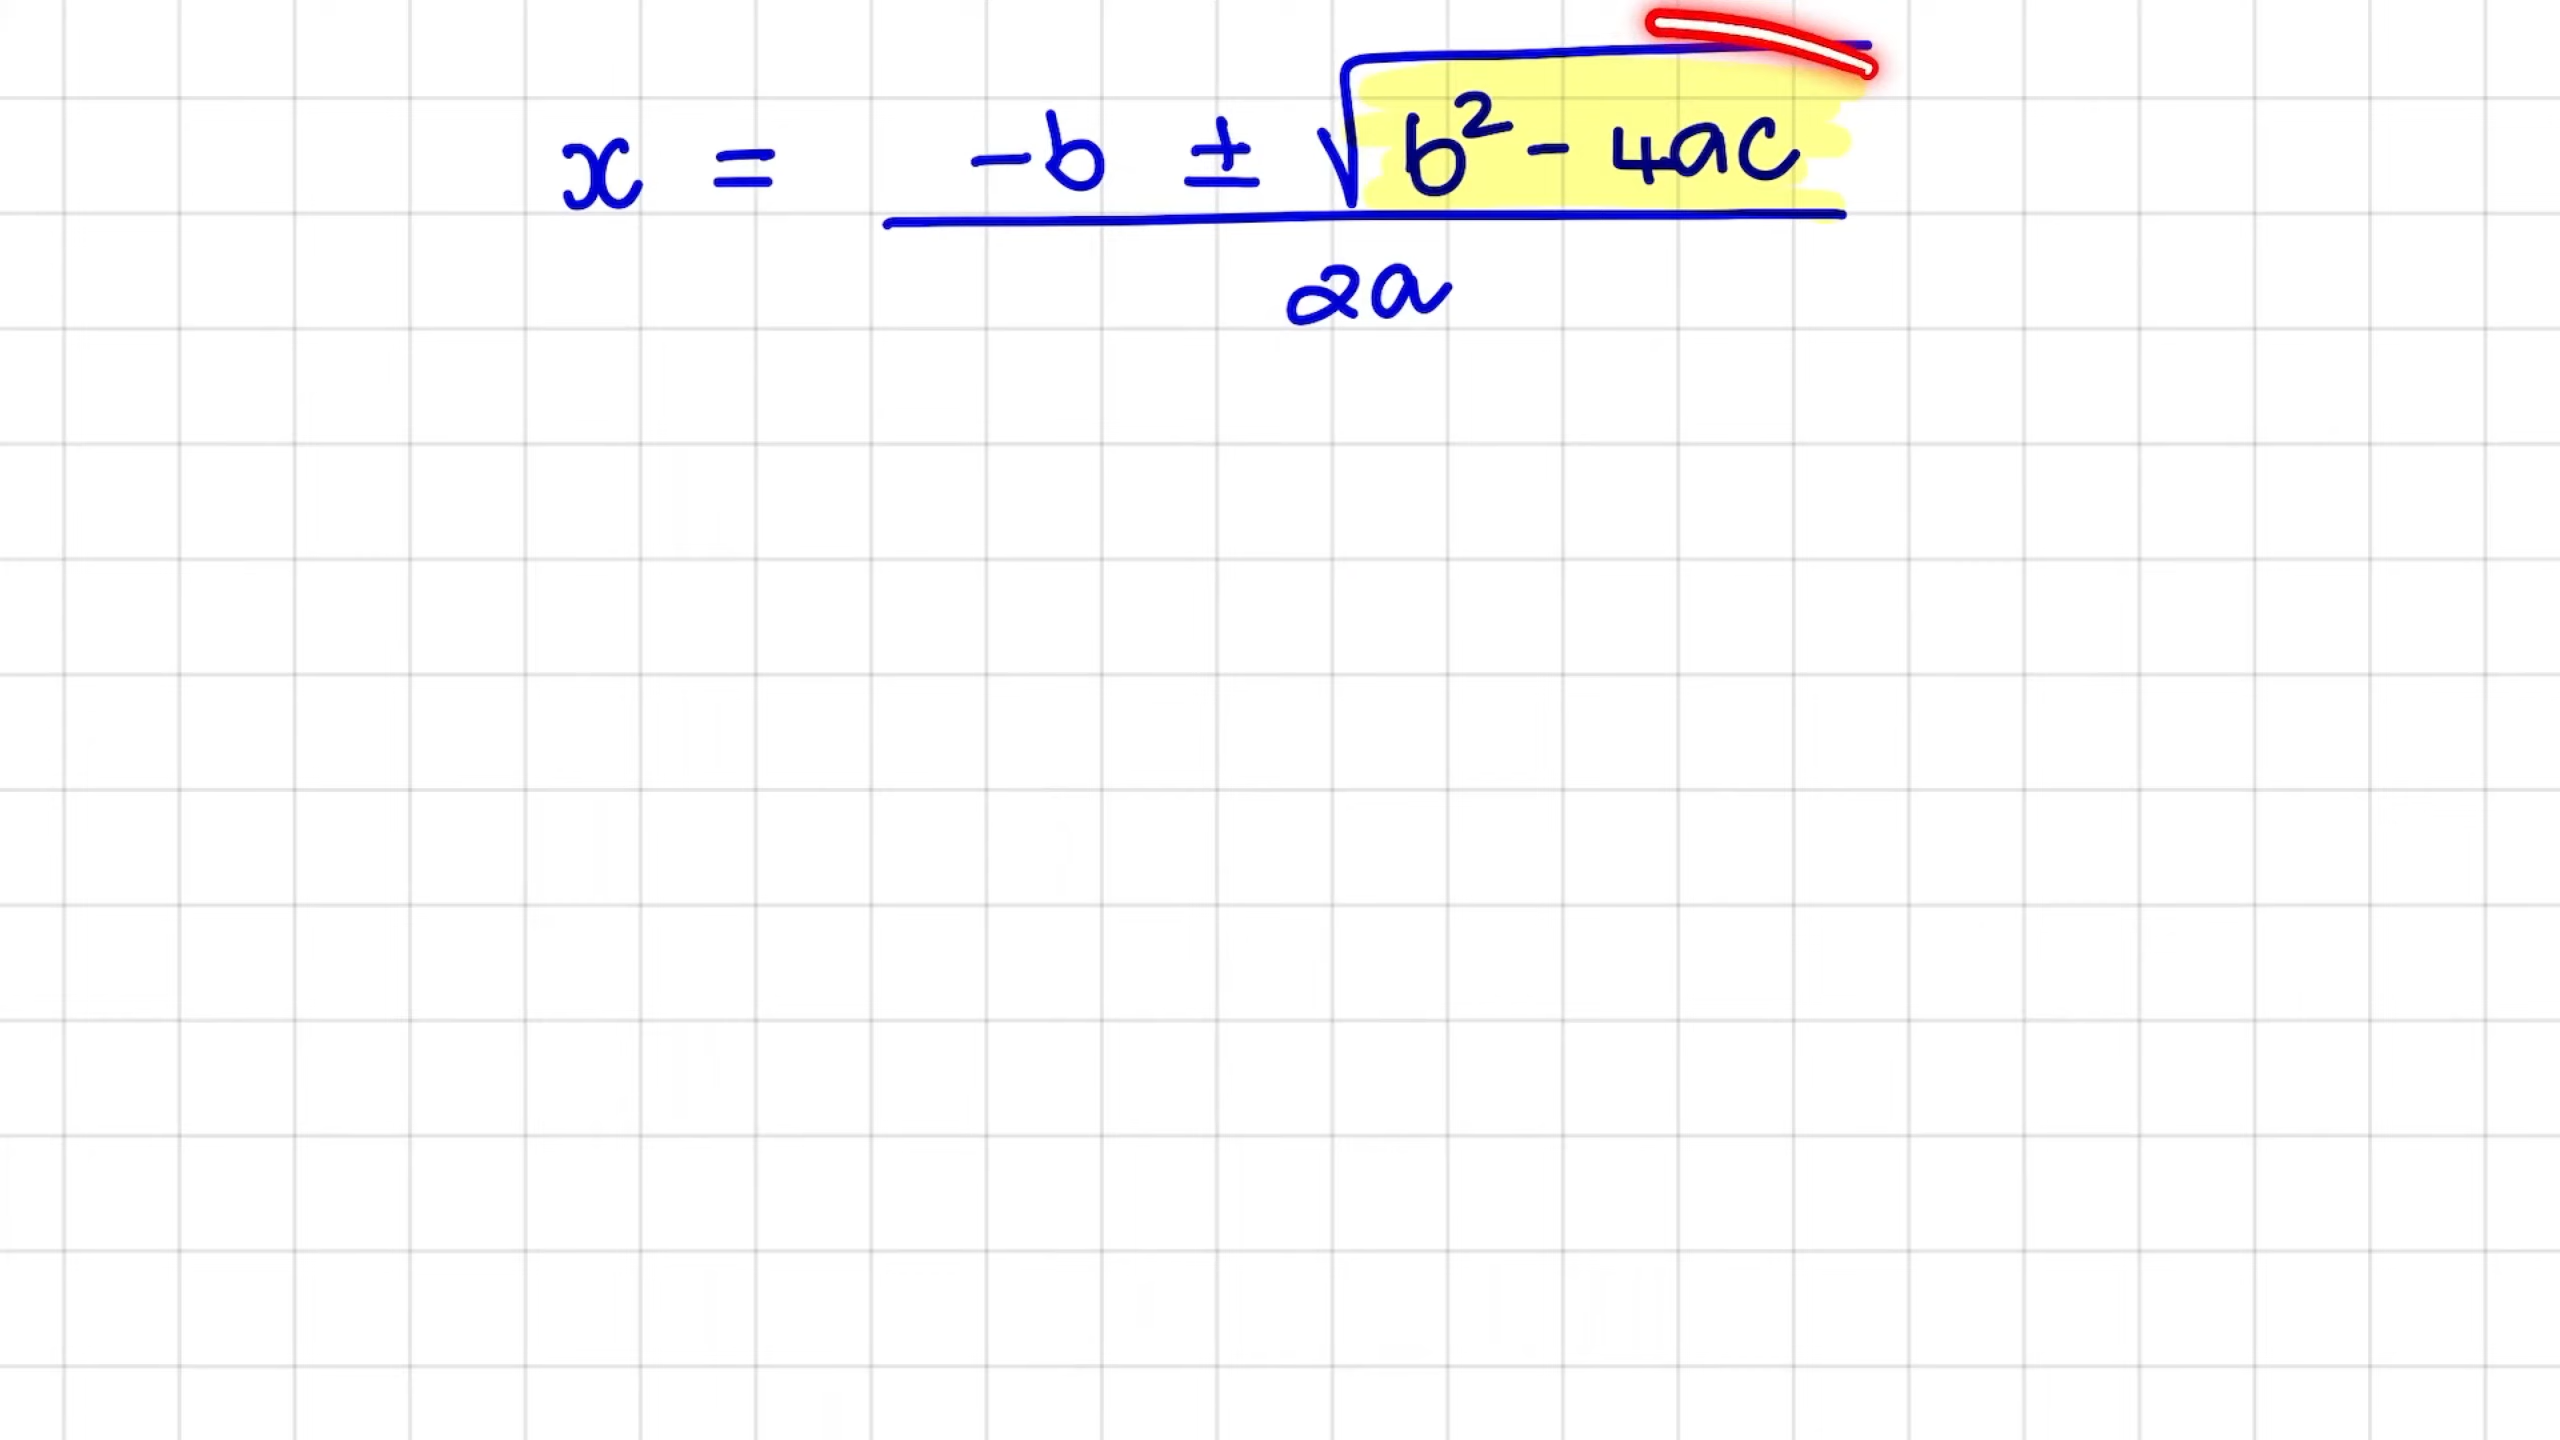 x = -b ± √b² - 4ac
2a